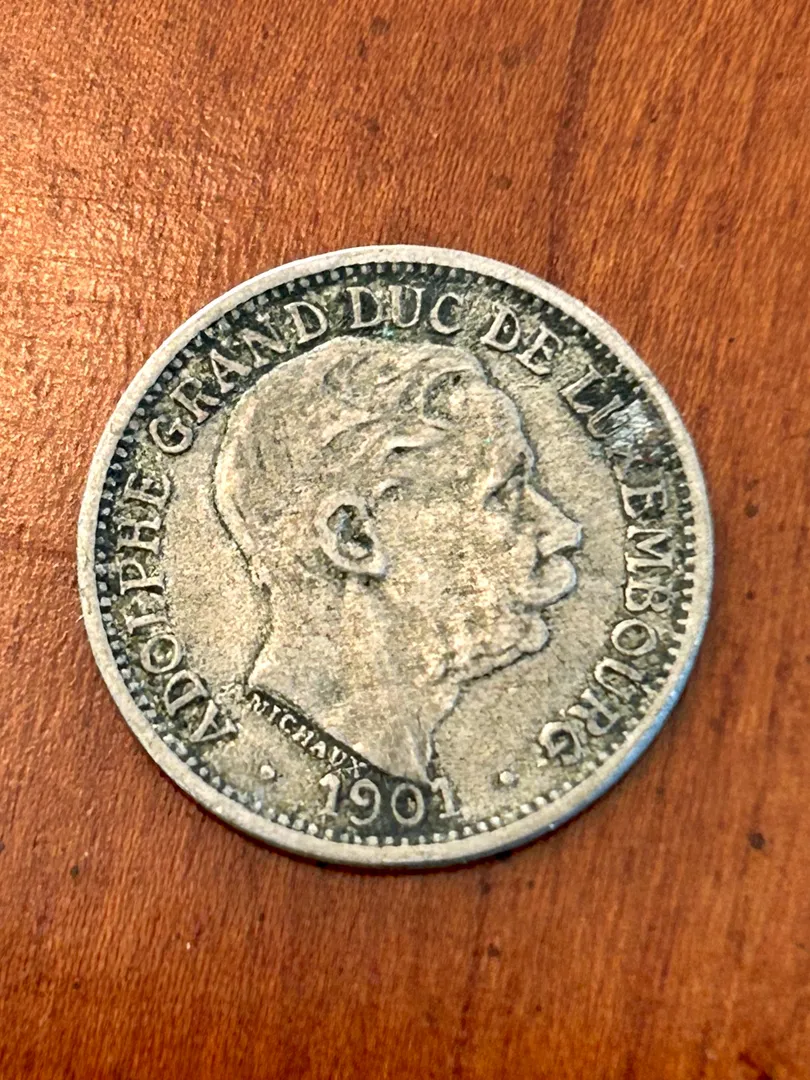 ADOLPHE GRAND DUC DE LUXEMBOURG
A. MICHAUX
· 1901 ·